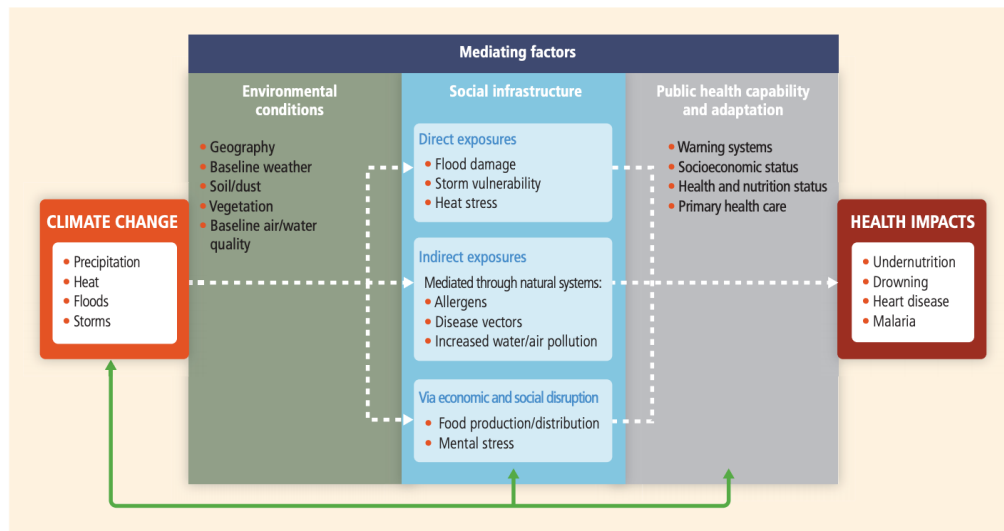 Mediating factors
Environmental
conditions
• Geography
• Baseline weather
• Soil/dust
• Vegetation
• Baseline air/water
quality
Social infrastructure
Direct exposures
• Flood damage
• Storm vulnerability
• Heat stress
Indirect exposures
Mediated through natural systems:
• Allergens
• Disease vectors
• Increased water/air pollution
Via economic and social disruption
• Food production/distribution
• Mental stress
Public health capability
and adaptation
• Warning systems
• Socioeconomic status
• Health and nutrition status
• Primary health care
CLIMATE CHANGE
• Precipitation
• Heat
• Floods
• Storms
HEALTH IMPACTS
• Undernutrition
• Drowning
• Heart disease
• Malaria